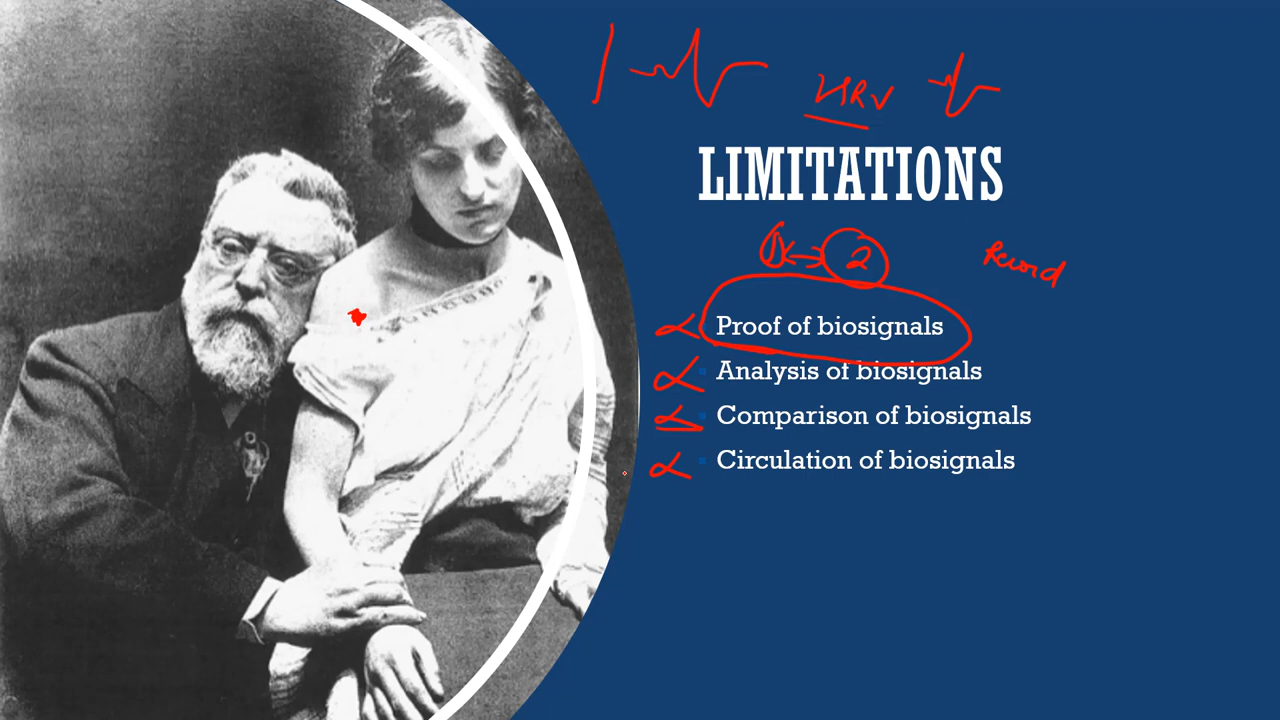 HRV
LIMITATIONS
2
Record
Proof of biosignals
Analysis of biosignals
Comparison of biosignals
Circulation of biosignals